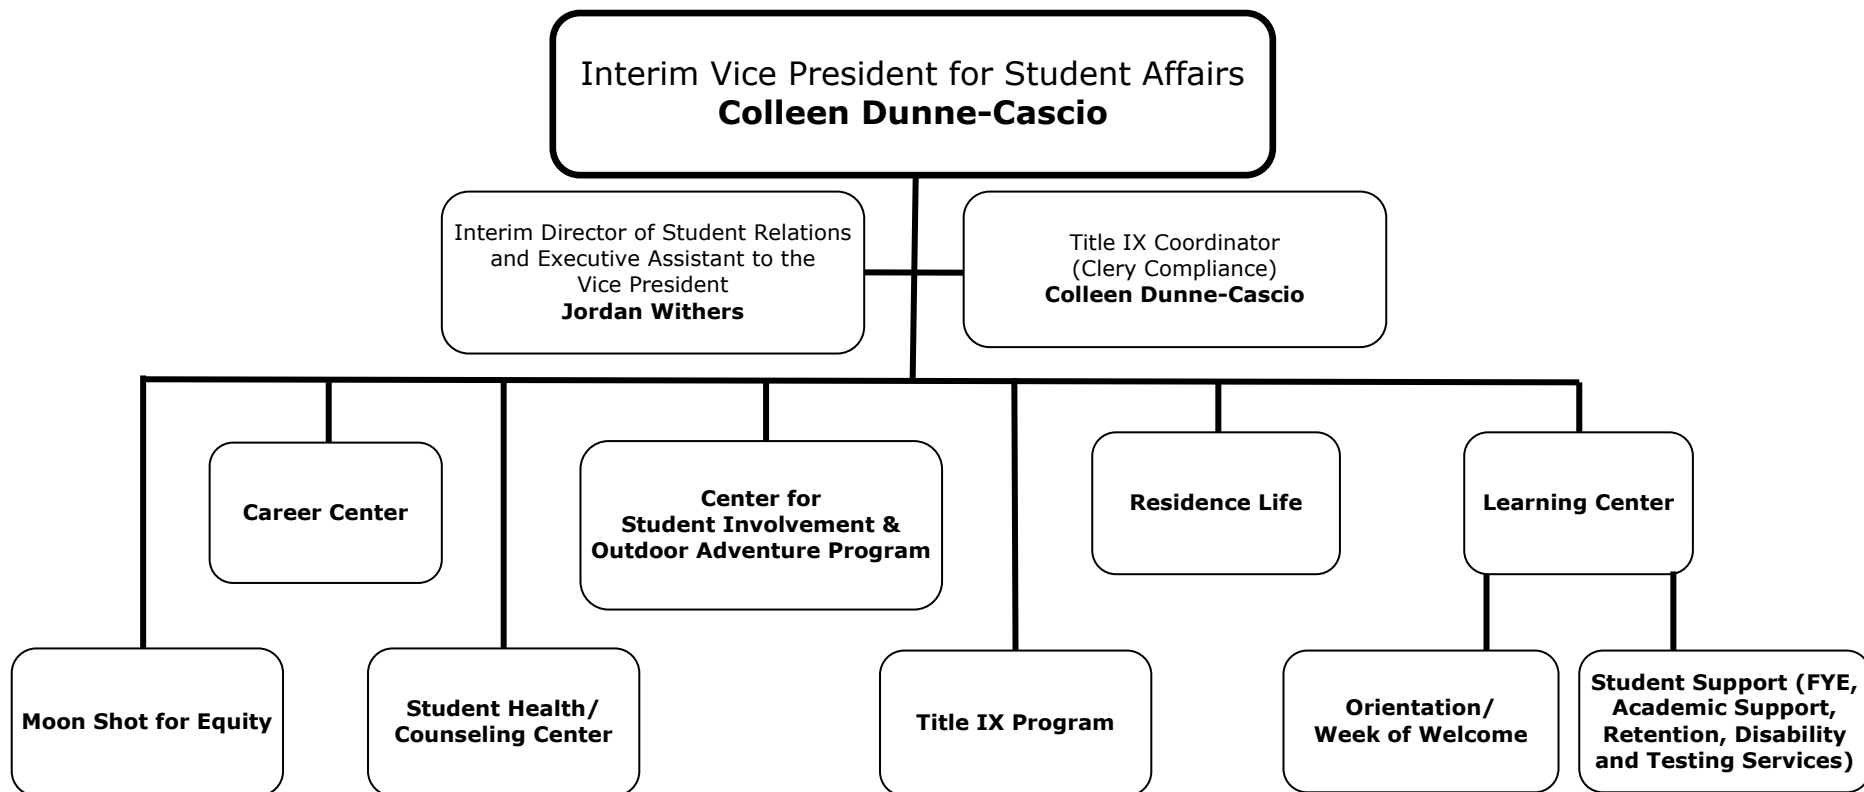 Interim Vice President for Student Affairs
Colleen Dunne-Cascio
Interim Director of Student Relations
and Executive Assistant to the
Vice President
Jordan Withers
Title IX Coordinator
(Clery Compliance)
Colleen Dunne-Cascio
Career Center
Center for
Student Involvement &
Outdoor Adventure Program
Residence Life
Learning Center
Moon Shot for Equity
Student Health/
Counseling Center
Title IX Program
Orientation/
Week of Welcome
Student Support (FYE,
Academic Support,
Retention, Disability
and Testing Services)